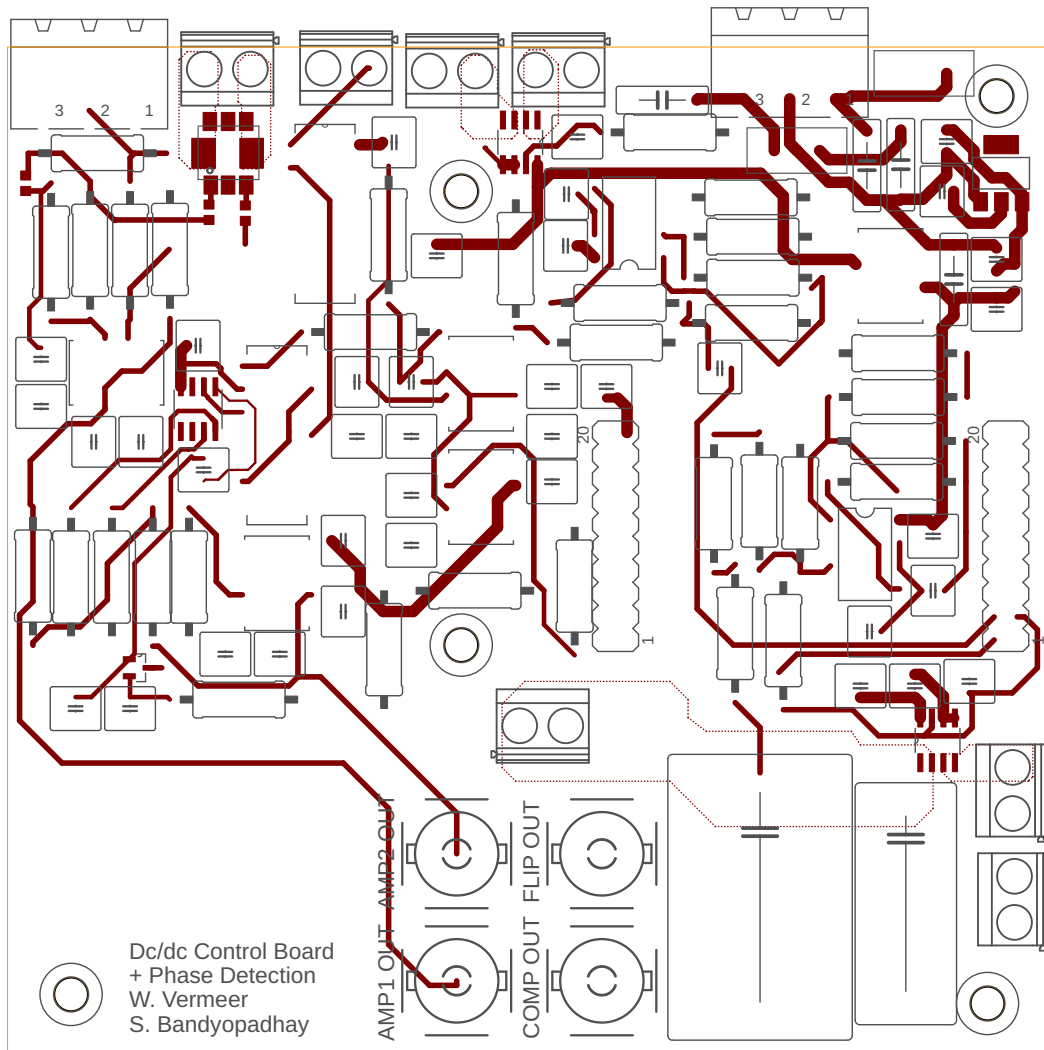 3 2 1
3 2 1
20
20
1
1
AMP2 OUT
FLIP OUT
AMP1 OUT
COMP OUT
Dc/dc Control Board
+ Phase Detection
W. Vermeer
S. Bandyopadhay